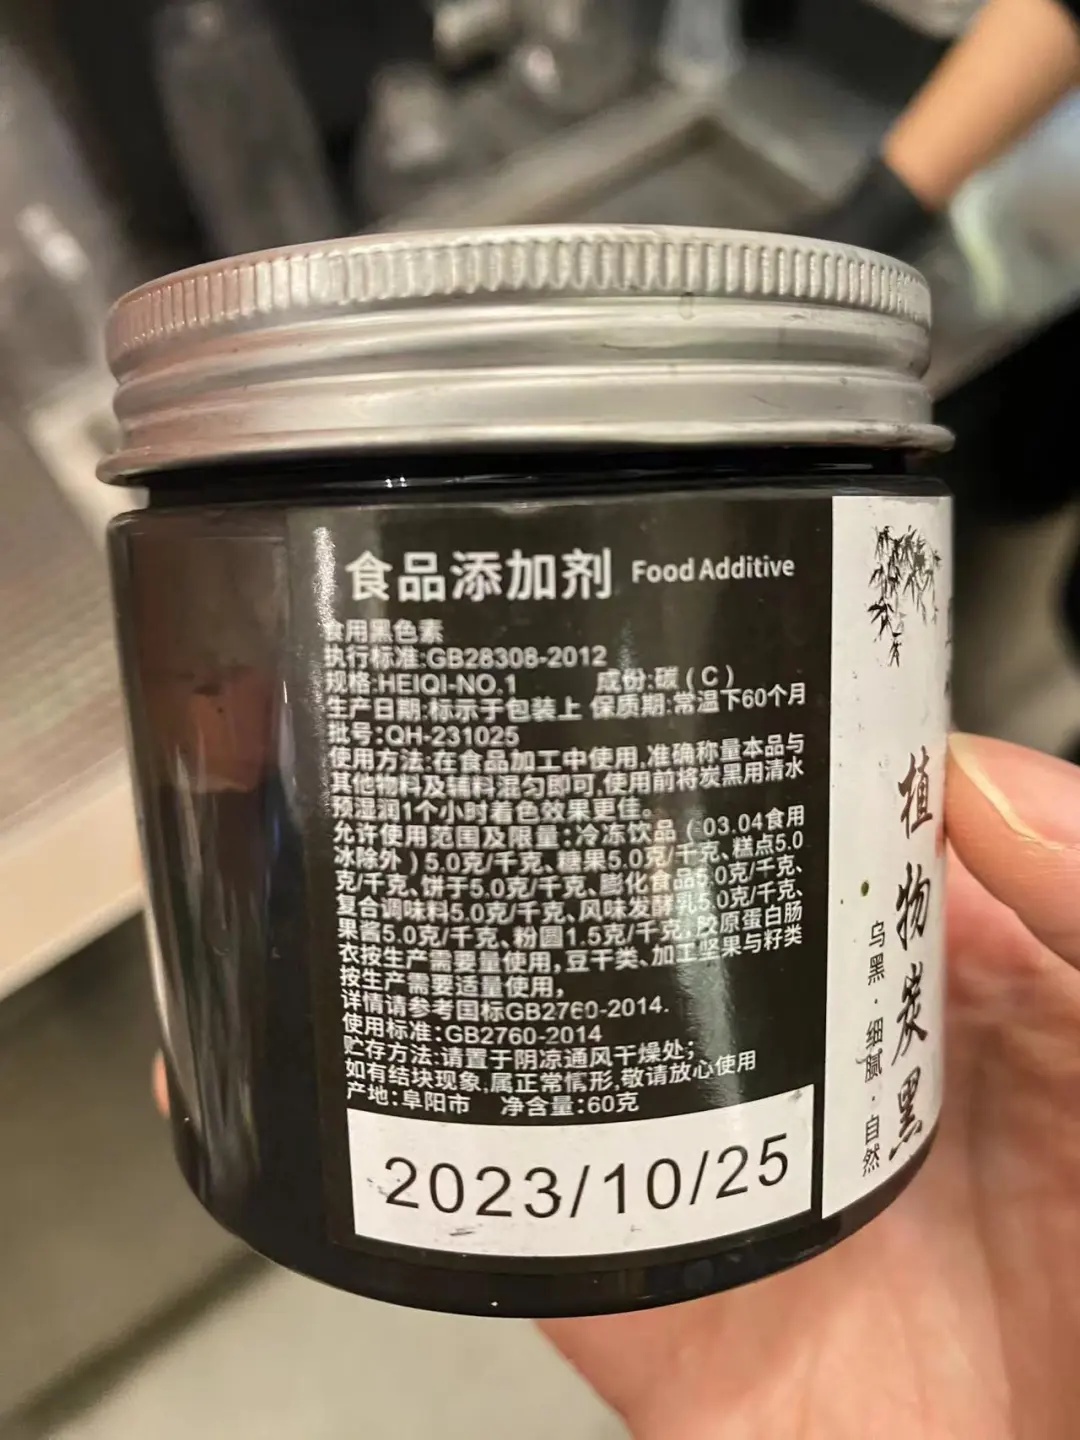 食品添加剂 Food Additive
食用黑色素
执行标准:GB28308-2012
规格:HEIQI-NO.1 成份:碳(C)
生产日期:标示于包装上 保质期:常温下60个月
批号:QH-231025
使用方法:在食品加工中使用,准确称量本品与
其他物料及辅料混匀即可,使用前将炭黑用清水
预湿润1个小时着色效果更佳。
允许使用范围及限量:冷冻饮品(03.04食用
冰除外)5.0克/千克、糖果5.0克/千克、糕点5.0
克/千克、饼干5.0克/千克、膨化食品5.0克/千克、
复合调味料5.0克/千克、风味发酵乳5.0克/千克、
果酱5.0克/千克、粉圆1.5克/千克,胶原蛋白肠
衣按生产需要量使用,豆干类、加工坚果与籽类
按生产需要适量使用,
详情请参考国标GB2760-2014.
使用标准:GB2760-2014
贮存方法:请置于阴凉通风干燥处;
如有结块现象,属正常情形,敬请放心使用
产地:阜阳市 净含量:60克
2023/10/25
植物炭黑
乌黑·细腻·自然